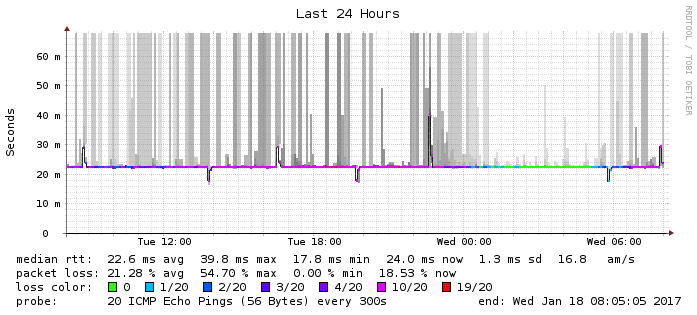 Last 24 Hours
RRDTOOL / TOBI OETIKER
Seconds
60 m
50 m
40 m
30 m
20 m
10 m
0
Tue 12:00 Tue 18:00 Wed 00:00 Wed 06:00
median rtt: 22.6 ms avg 39.8 ms max 17.8 ms min 24.0 ms now 1.3 ms sd 16.8 am/s
packet loss: 21.28 % avg 54.70 % max 0.00 % min 18.53 % now
loss color: 0 1/20 2/20 3/20 4/20 10/20 19/20
probe: 20 ICMP Echo Pings (56 Bytes) every 300s end: Wed Jan 18 08:05:05 2017